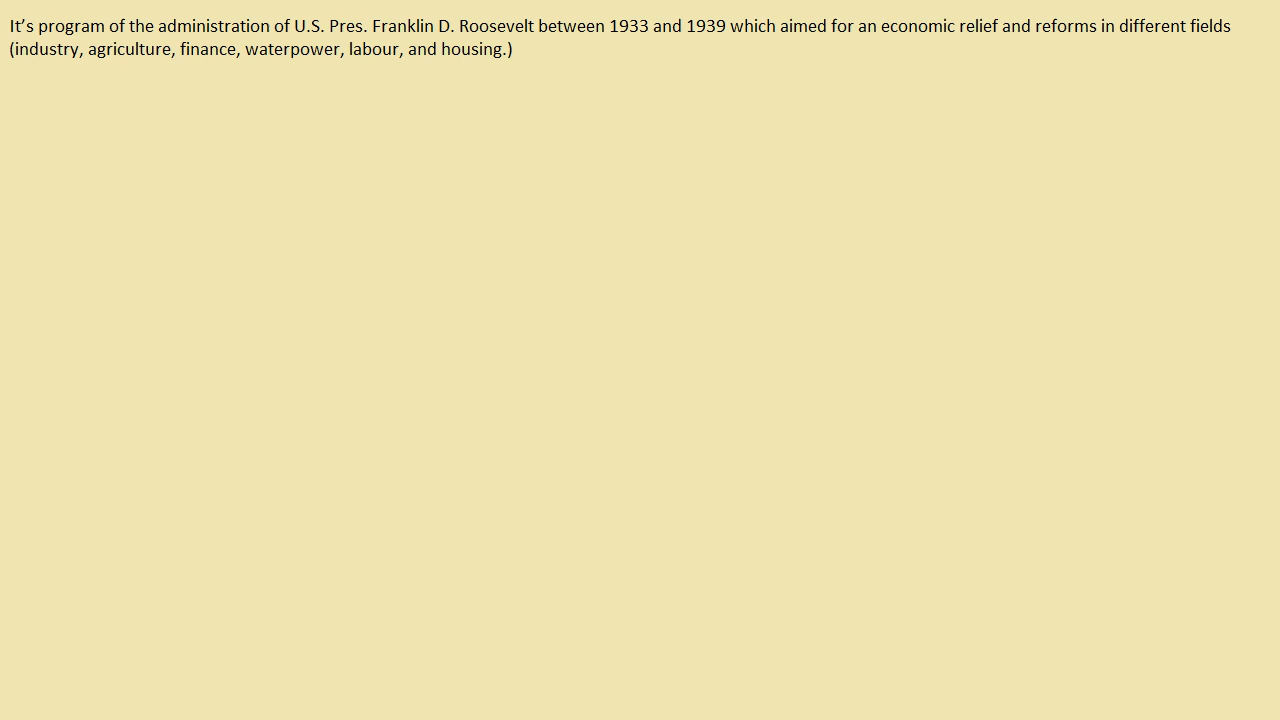 It’s program of the administration of U.S. Pres. Franklin D. Roosevelt between 1933 and 1939 which aimed for an economic relief and reforms in different fields
(industry, agriculture, finance, waterpower, labour, and housing.)